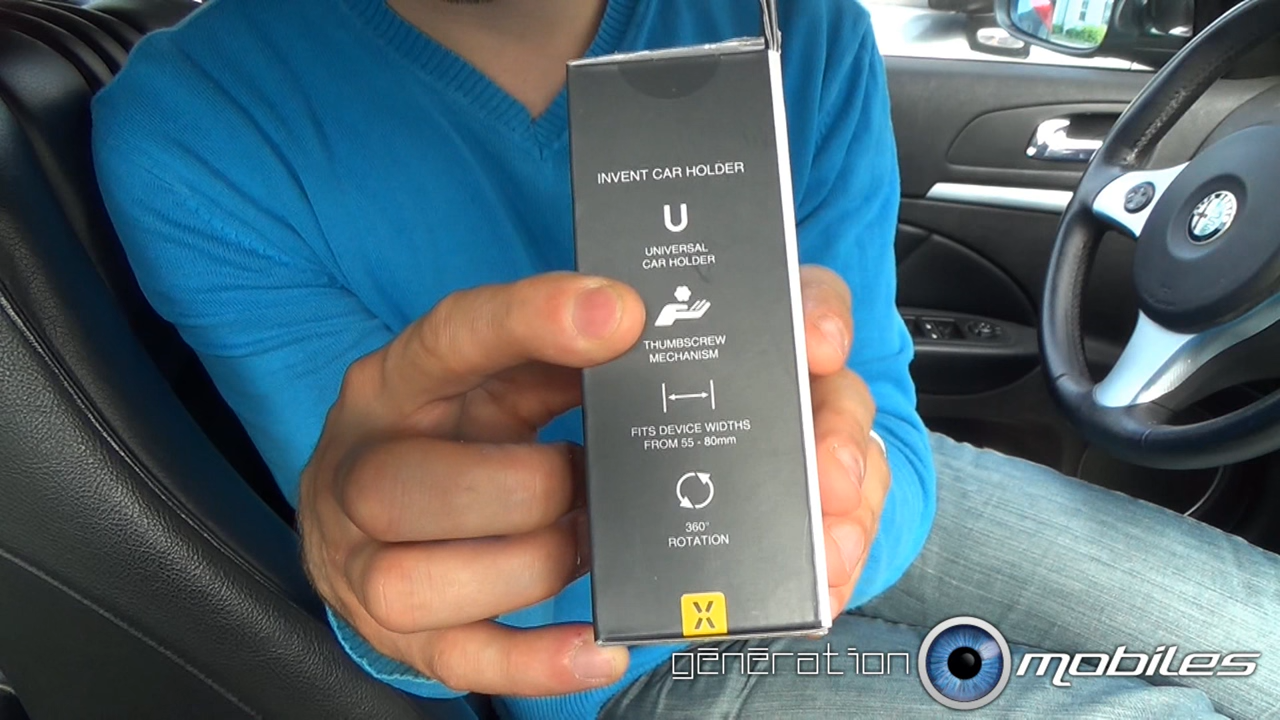 INVENT CAR HOLDER
U
UNIVERSAL
CAR HOLDER
THUMBSCREW
MECHANISM
FITS DEVICE WIDTHS
FROM 55 - 80mm
360°
ROTATION
X
génération mobiles